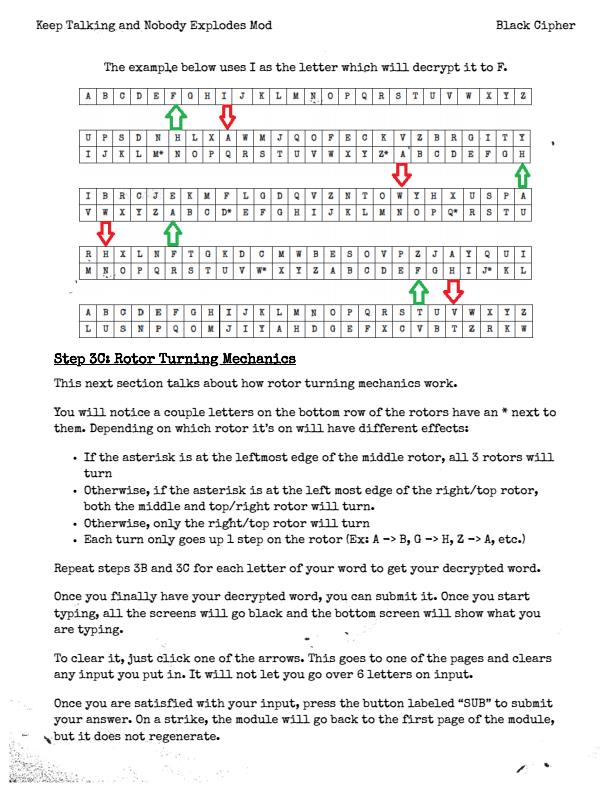 Keep Talking and Nobody Explodes Mod Black Cipher
The example below uses I as the letter which will decrypt it to F.
A B C D E F G H I J K L M N O P Q R S T U V W X Y Z
U P S D N H L X A W M J Q O F E C K V Z B R G I T Y
I J K L M* N O P Q R S T U V W X Y Z* A B C D E F G H
I B R C J E K M F L G D Q V Z N T O W Y H X U S P A
V W X Y Z A B C D* E F G H I J K L M N O P Q* R S T U
R H X L N F T G K D C M W B E S O V P Z J A Y Q U I
M N O P Q R S T U V W* X Y Z A B C D E F G H I J* K L
A B C D E F G H I J K L M N O P Q R S T U V W X Y Z
L U S N P Q O M J I Y A H D G E F X C V B T Z R K W
Step 3C: Rotor Turning Mechanics
This next section talks about how rotor turning mechanics work.
You will notice a couple letters on the bottom row of the rotors have an * next to
them. Depending on which rotor it's on will have different effects:
• If the asterisk is at the leftmost edge of the middle rotor, all 3 rotors will
turn
• Otherwise, if the asterisk is at the left most edge of the right/top rotor,
both the middle and top/right rotor will turn.
• Otherwise, only the right/top rotor will turn
• Each turn only goes up 1 step on the rotor (Ex: A -> B, G -> H, Z -> A, etc.)
Repeat steps 3B and 3C for each letter of your word to get your decrypted word.
Once you finally have your decrypted word, you can submit it. Once you start
typing, all the screens will go black and the bottom screen will show what you
are typing.
To clear it, just click one of the arrows. This goes to one of the pages and clears
any input you put in. It will not let you go over 6 letters on input.
Once you are satisfied with your input, press the button labeled "SUB" to submit
your answer. On a strike, the module will go back to the first page of the module,
but it does not regenerate.